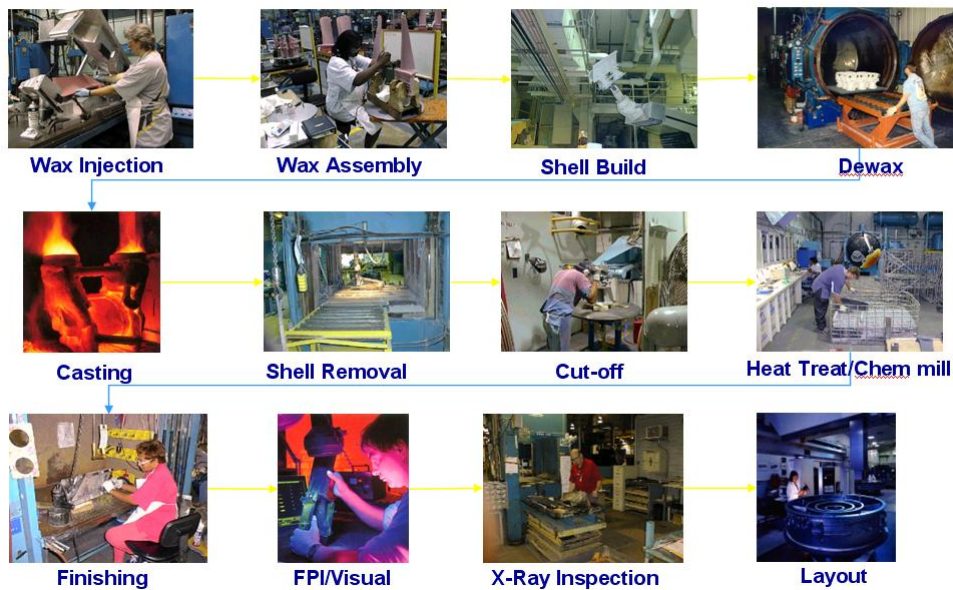 Wax Injection
Wax Assembly
Shell Build
Dewax
Casting
Shell Removal
Cut-off
Heat Treat/Chem mill
Finishing
FPI/Visual
X-Ray Inspection
Layout